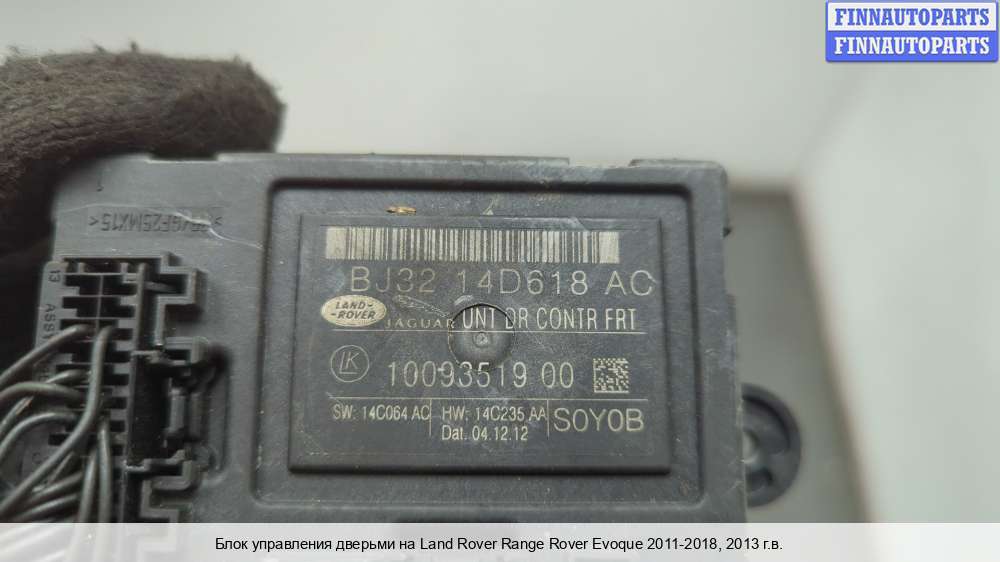 FINNAUTOPARTS
FINNAUTOPARTS
1
13 ASSY
BJ32 14D618 AC
LAND-
-ROVER
JAGUAR UNT DR CONTR FRT
LK
10093519 00
SW: 14C064 AC HW: 14C235 AA
Dat. 04.12.12
S0Y0B
Блок управления дверьми на Land Rover Range Rover Evoque 2011-2018, 2013 г.в.